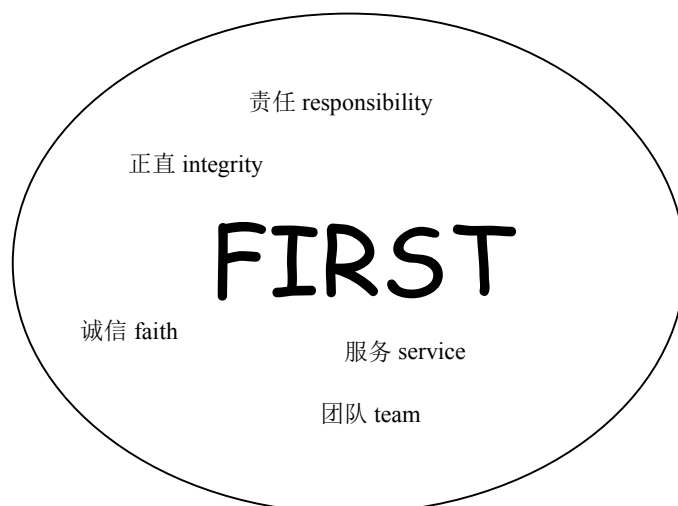 责任 responsibility
正直 integrity
FIRST
诚信 faith
服务 service
团队 team